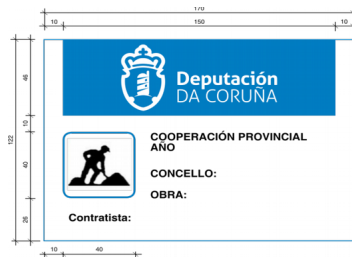 170
10 150 10
Deputación
DA CORUÑA
46
10
122
40
26
COOPERACIÓN PROVINCIAL
AÑO
CONCELLO:
OBRA:
Contratista:
10 40